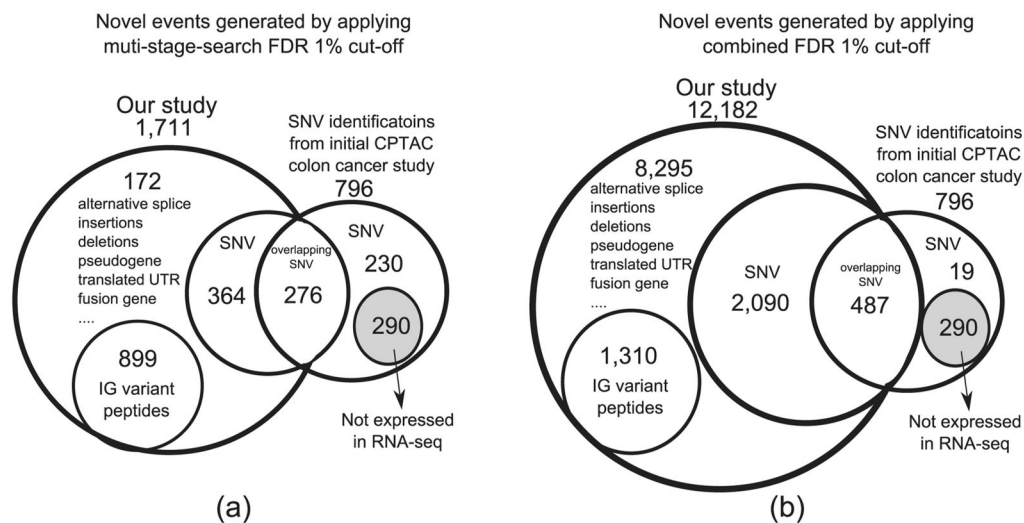 Novel events generated by applying
muti-stage-search FDR 1% cut-off
Our study
1,711
SNV identificatoins
from initial CPTAC
colon cancer study
796
172
alternative splice
insertions
deletions
pseudogene
translated UTR
fusion gene
....
SNV
364
overlapping
SNV
276
SNV
230
290
899
IG variant
peptides
Not expressed
in RNA-seq
(a)
Novel events generated by applying
combined FDR 1% cut-off
Our study
12,182
SNV identificatoins
from initial CPTAC
colon cancer study
796
8,295
alternative splice
insertions
deletions
pseudogene
translated UTR
fusion gene
....
SNV
2,090
overlapping
SNV
487
SNV
19
290
1,310
IG variant
peptides
Not expressed
in RNA-seq
(b)